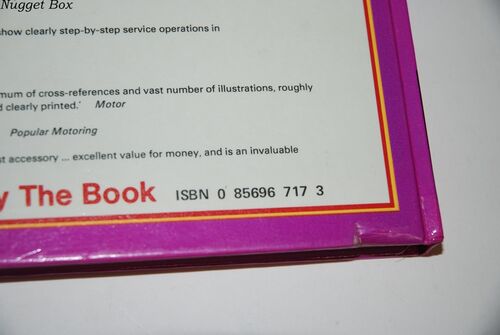 Nugget Box
show clearly step-by-step service operations in
of cross-references and vast number of illustrations, roughly
clearly printed.' Motor
Popular Motoring
accessory ... excellent value for money, and is an invaluable
The Book ISBN 0 85696 717 3